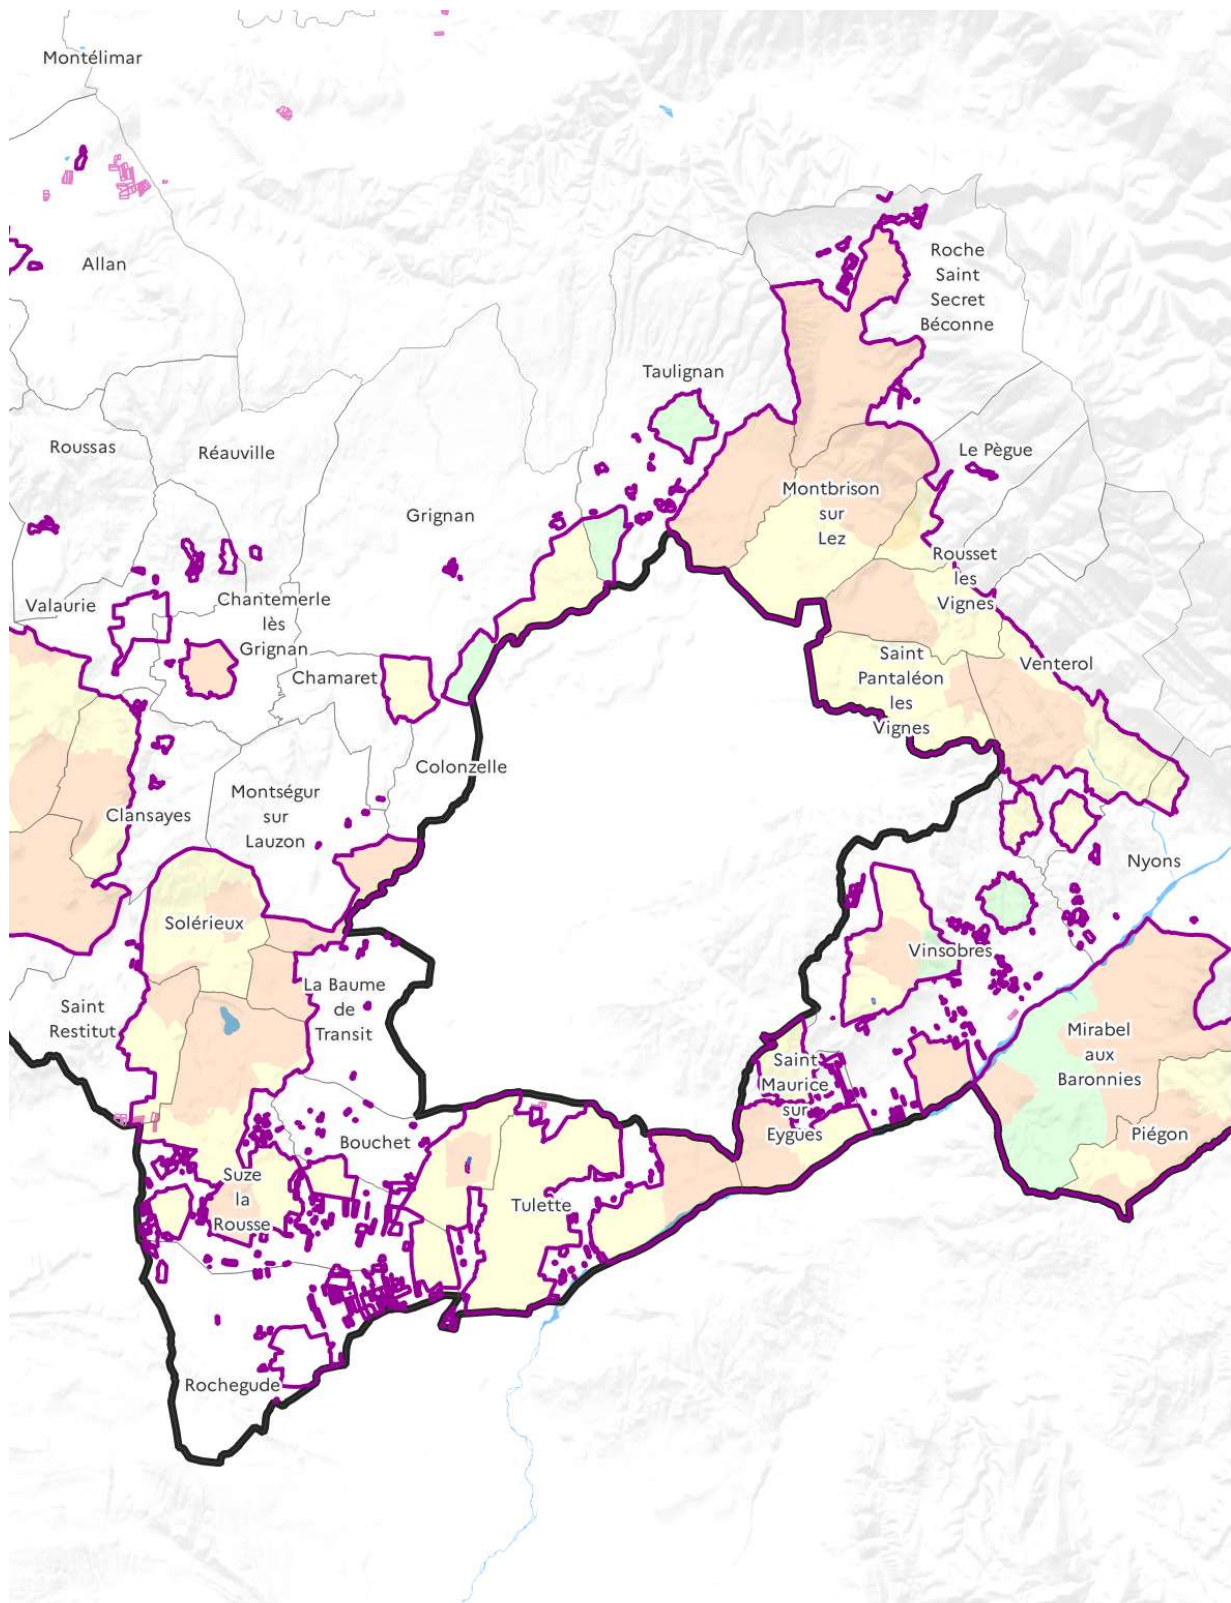 Montélimar
Allan
Roche
Saint
Secret
Béconne
Taulignan
Roussas
Réauville
Le Pègue
Montbrison
sur
Lez
Grignan
Rousset
les
Vignes
Valaurie
Chantemerle
lès
Grignan
Chamaret
Saint
Pantaléon
les
Vignes
Venterol
Colonzelle
Montségur
sur
Lauzon
Clansayes
Nyons
Solérieux
Vinsobres
La Baume
de
Transit
Saint
Restitut
Mirabel
aux
Baronnies
Saint
Maurice
sur
Eygues
Bouchet
Piégon
Suze
la
Rousse
Tulette
Rochegude